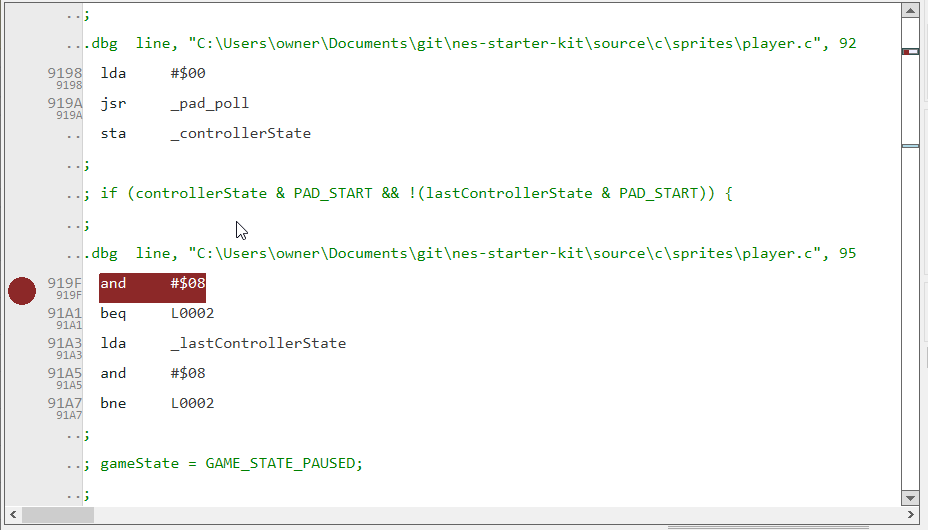 ..;
...dbg  line, "C:\Users\owner\Documents\git\nes-starter-kit\source\c\sprites\player.c", 92
9198 lda #$00
9198
919A jsr _pad_poll
919A
.. sta _controllerState
..;
..; if (controllerState & PAD_START && !(lastControllerState & PAD_START)) {
..;
...dbg  line, "C:\Users\owner\Documents\git\nes-starter-kit\source\c\sprites\player.c", 95
919F and #$08
919F
91A1 beq L0002
91A1
91A3 lda _lastControllerState
91A3
91A5 and #$08
91A5
91A7 bne L0002
91A7
..;
..; gameState = GAME_STATE_PAUSED;
..;